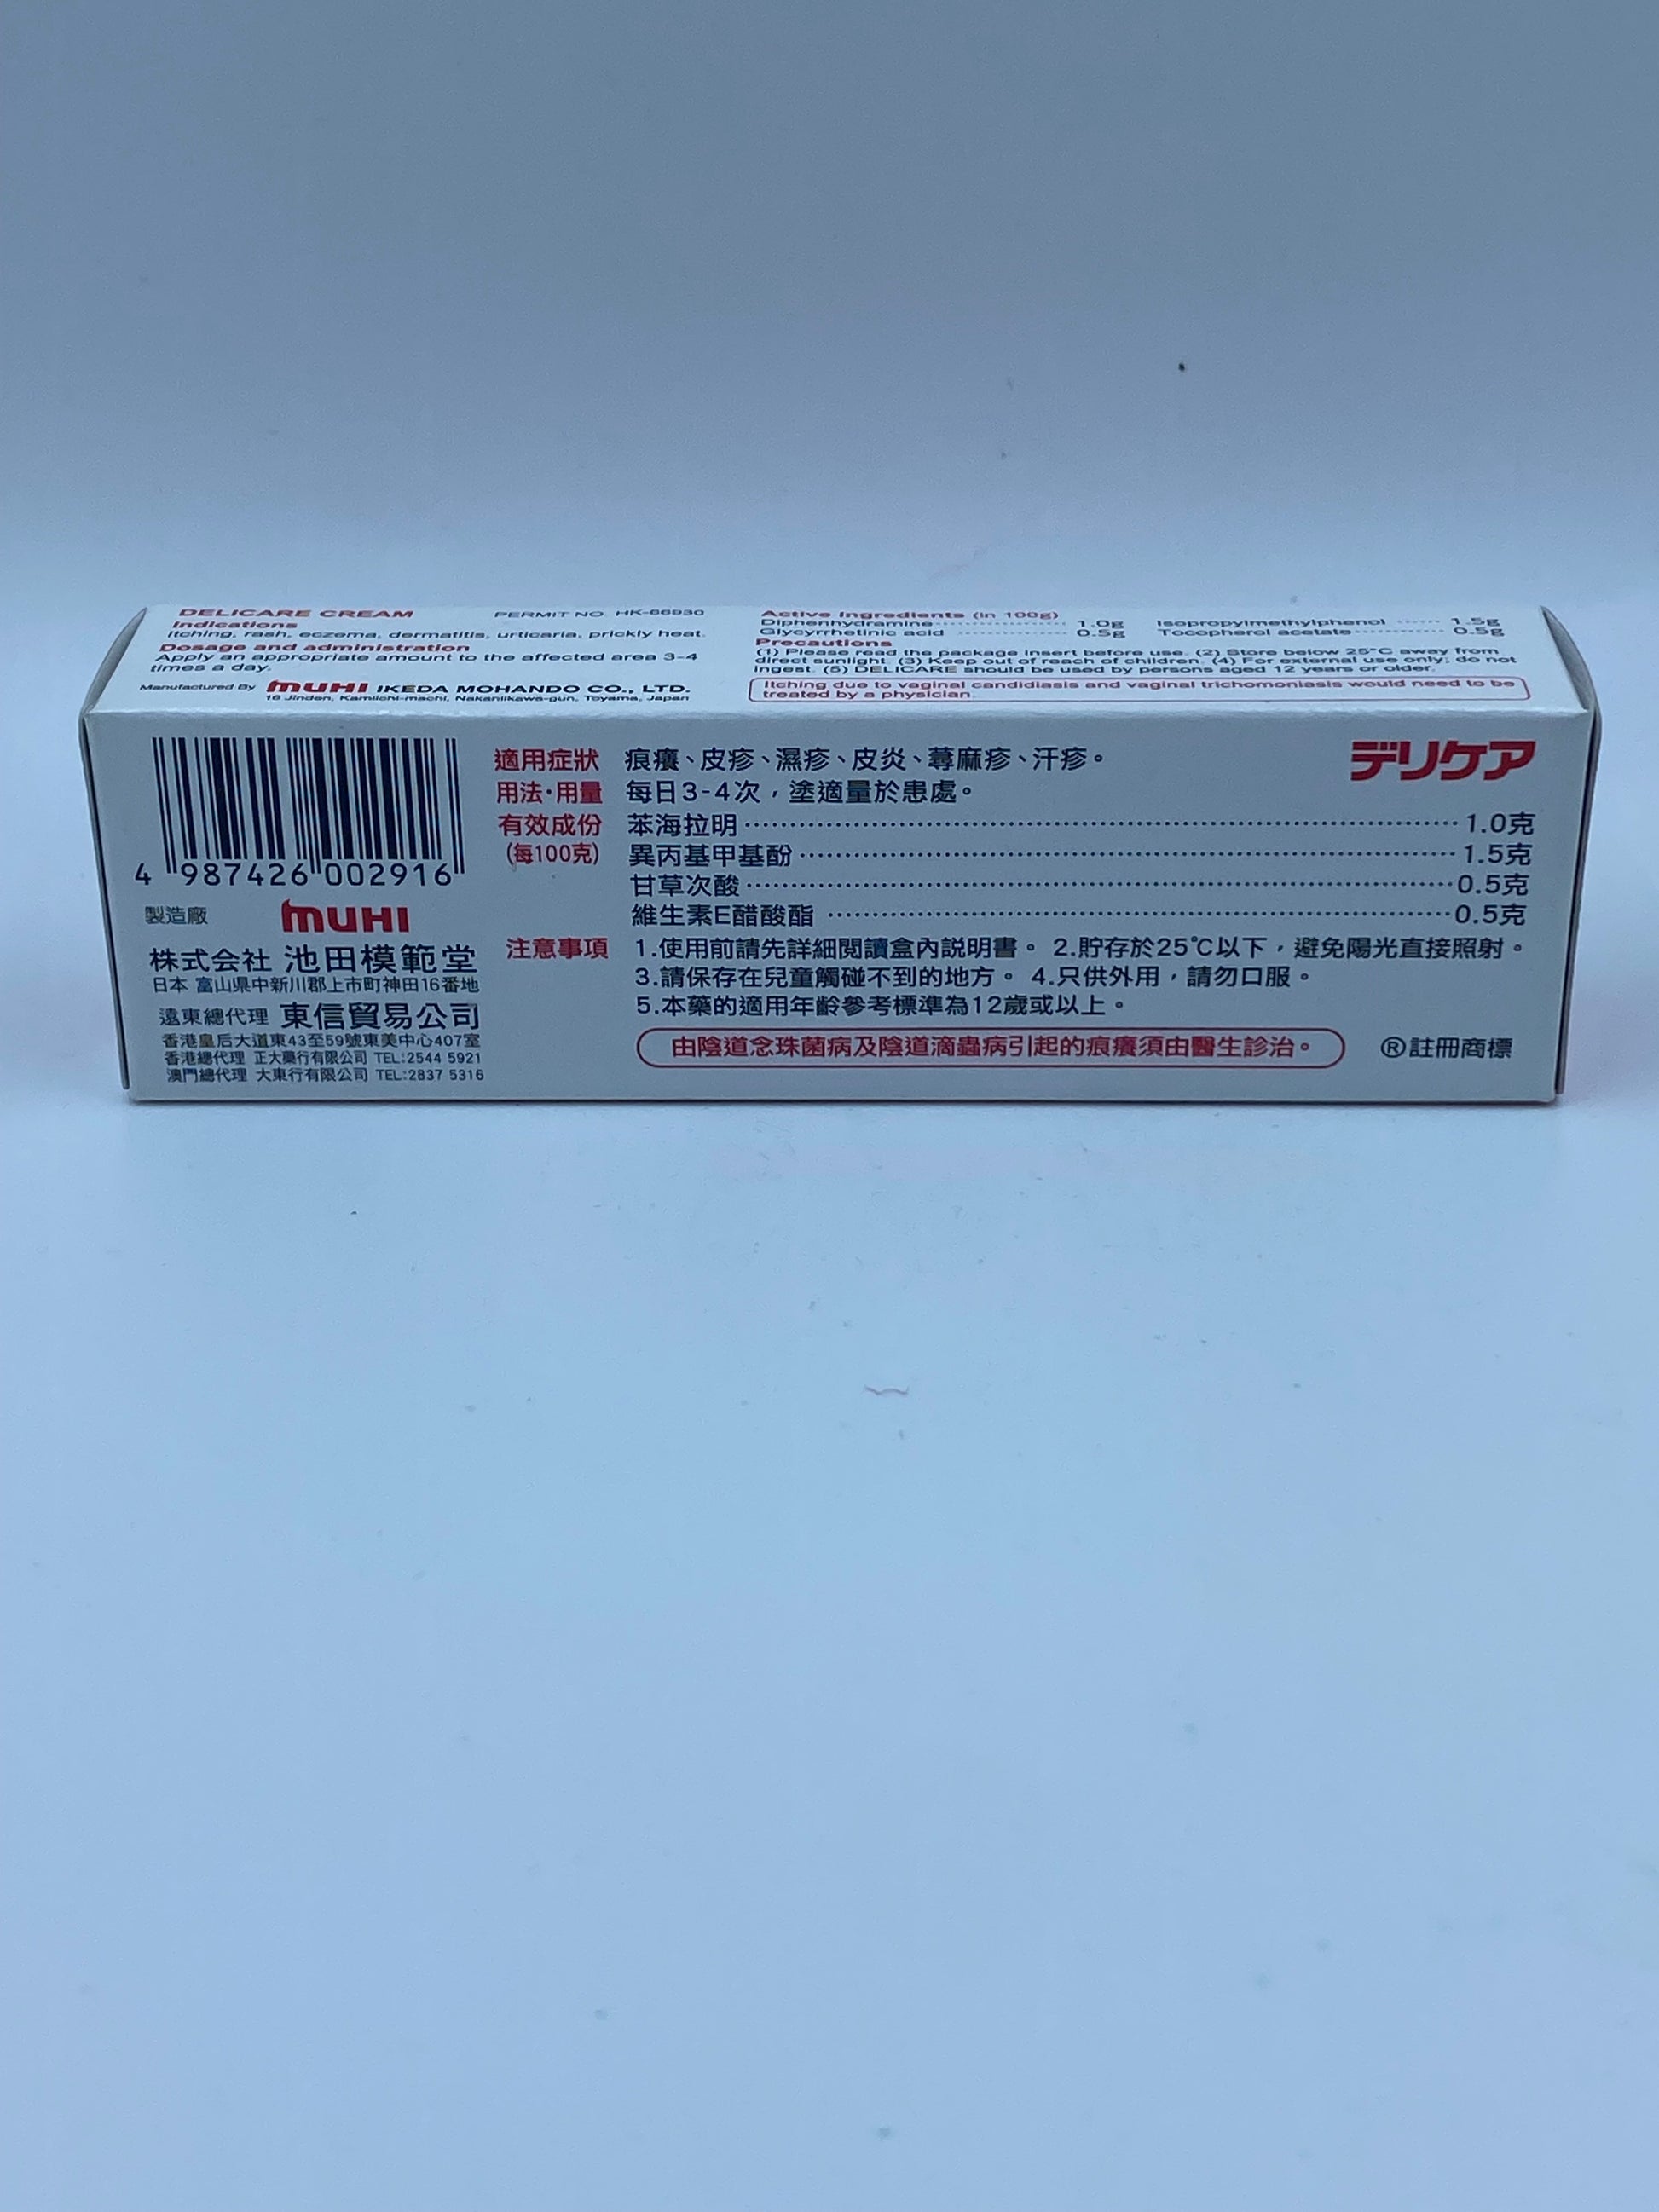 DELICARE CREAM PERMIT NO. HK-66930
Indications
Itching, rash, eczema, dermatitis, urticaria, prickly heat.
Dosage and administration
Apply an appropriate amount to the affected area 3-4
times a day.
Manufactured By MUHI IKEDA MOHANDO CO., LTD.
16 Jinden, Kamiichi-machi, Nakaniikawa-gun, Toyama, Japan
Active Ingredients (in 100g)
Diphenhydramine 1.0g Isopropylmethylphenol 1.5g
Glycyrrhetinic acid 0.5g Tocopherol acetate 0.5g
Precautions
(1) Please read the package insert before use. (2) Store below 25°C away from
direct sunlight. (3) Keep out of reach of children. (4) For external use only; do not
ingest. (5) DELICARE should be used by persons aged 12 years or older.
Itching due to vaginal candidiasis and vaginal trichomoniasis would need to be
treated by a physician.
4 987426 002916
製造廠 MUHI
株式会社 池田模範堂
日本 富山県中新川郡上市町神田16番地
遠東總代理 東信貿易公司
香港皇后大道東43至59號東美中心407室
香港總代理 正大藥行有限公司 TEL:2544 5921
澳門總代理 大東行有限公司 TEL:2837 5316
デリケア
適用症狀 痕癢、皮疹、濕疹、皮炎、蕁麻疹、汗疹。
用法·用量 每日3-4次，塗適量於患處。
有效成份 苯海拉明 1.0克
(每100克) 異丙基甲基酚 1.5克
甘草次酸 0.5克
維生素E醋酸酯 0.5克
注意事項 1.使用前請先詳細閱讀盒內説明書。 2.貯存於25℃以下，避免陽光直接照射。
3.請保存在兒童觸碰不到的地方。 4.只供外用，請勿口服。
5.本藥的適用年齡參考標準為12歲或以上。
由陰道念珠菌病及陰道滴蟲病引起的痕癢須由醫生診治。
®註冊商標